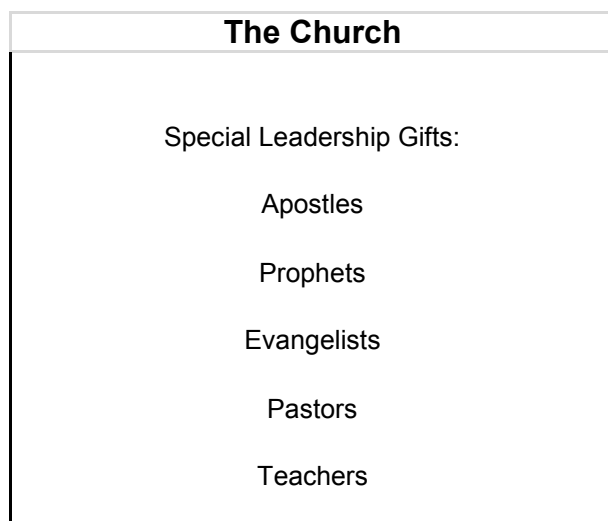 The Church
Special Leadership Gifts:
Apostles
Prophets
Evangelists
Pastors
Teachers